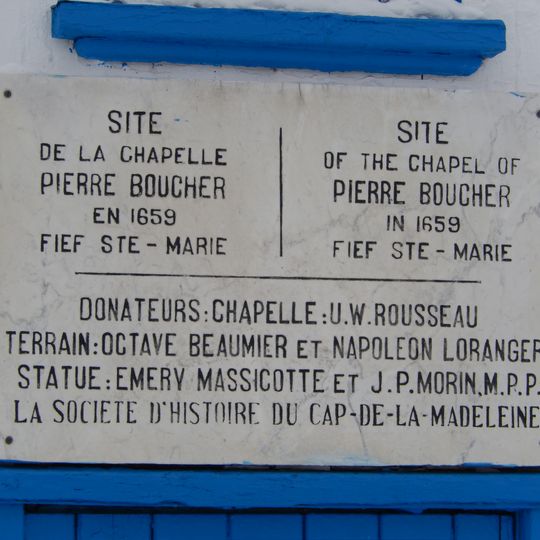 SITE
DE LA CHAPELLE
PIERRE BOUCHER
EN 1659
FIEF STE-MARIE
SITE
OF THE CHAPEL OF
PIERRE BOUCHER
IN 1659
FIEF STE-MARIE
DONATEURS: CHAPELLE: U.W. ROUSSEAU
TERRAIN: OCTAVE BEAUMIER ET NAPOLEON LORANGER
STATUE: EMERY MASSICOTTE ET J.P. MORIN, M.P.P.
LA SOCIETE D'HISTOIRE DU CAP-DE-LA-MADELEINE